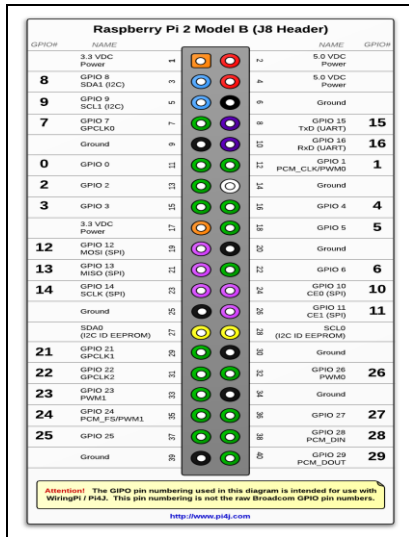 Raspberry Pi 2 Model B (J8 Header)
GPIO# NAME NAME GPIO#
3.3 VDC Power 1 2 5.0 VDC Power
8 GPIO 8 SDA1 (I2C) 3 4 5.0 VDC Power
9 GPIO 9 SCL1 (I2C) 5 6 Ground
7 GPIO 7 GPCLK0 7 8 GPIO 15 TxD (UART) 15
Ground 9 10 GPIO 16 RxD (UART) 16
0 GPIO 0 11 12 GPIO 1 PCM_CLK/PWM0 1
2 GPIO 2 13 14 Ground
3 GPIO 3 15 16 GPIO 4 4
3.3 VDC Power 17 18 GPIO 5 5
12 GPIO 12 MOSI (SPI) 19 20 Ground
13 GPIO 13 MISO (SPI) 21 22 GPIO 6 6
14 GPIO 14 SCLK (SPI) 23 24 GPIO 10 CE0 (SPI) 10
Ground 25 26 GPIO 11 CE1 (SPI) 11
SDA0 (I2C ID EEPROM) 27 28 SCL0 (I2C ID EEPROM)
21 GPIO 21 GPCLK1 29 30 Ground
22 GPIO 22 GPCLK2 31 32 GPIO 26 PWM0 26
23 GPIO 23 PWM1 33 34 Ground
24 GPIO 24 PCM_FS/PWM1 35 36 GPIO 27 27
25 GPIO 25 37 38 GPIO 28 PCM_DIN 28
Ground 39 40 GPIO 29 PCM_DOUT 29
Attention! The GIPO pin numbering used in this diagram is intended for use with
WiringPi / Pi4J. This pin numbering is not the raw Broadcom GPIO pin numbers.
http://www.pi4j.com